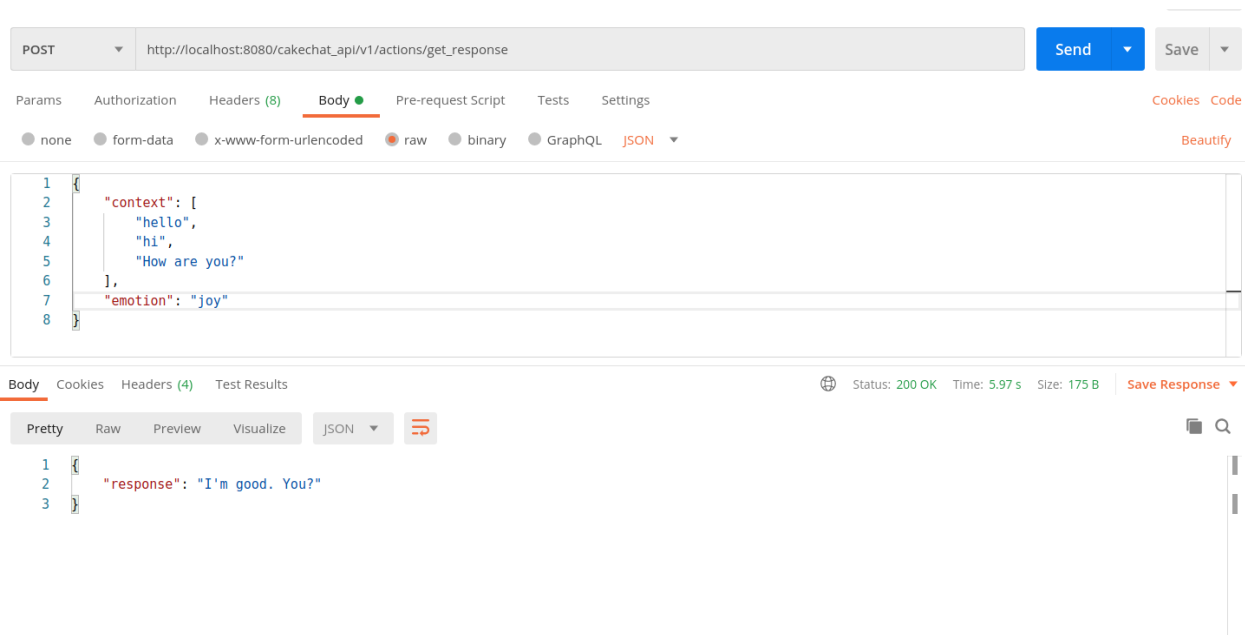 POST http://localhost:8080/cakechat_api/v1/actions/get_response Send Save
Params Authorization Headers (8) Body Pre-request Script Tests Settings Cookies Code
none form-data x-www-form-urlencoded raw binary GraphQL JSON Beautify
1 {
2 "context": [
3 "hello",
4 "hi",
5 "How are you?"
6 ],
7 "emotion": "joy"
8 }
Body Cookies Headers (4) Test Results Status: 200 OK Time: 5.97 s Size: 175 B Save Response
Pretty Raw Preview Visualize JSON
1 {
2 "response": "I'm good. You?"
3 }